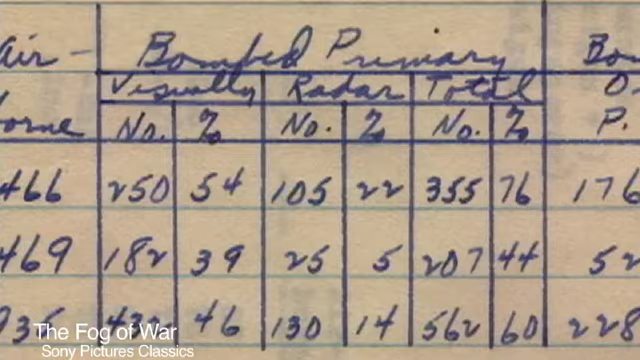 Air- Bombed Primary
Visually Radar Total
No. % No. % No. % P.
466 250 54 105 22 355 76 176
469 182 39 25 5 207 44 52
935 432 46 130 14 562 60 228
The Fog of War
Sony Pictures Classics